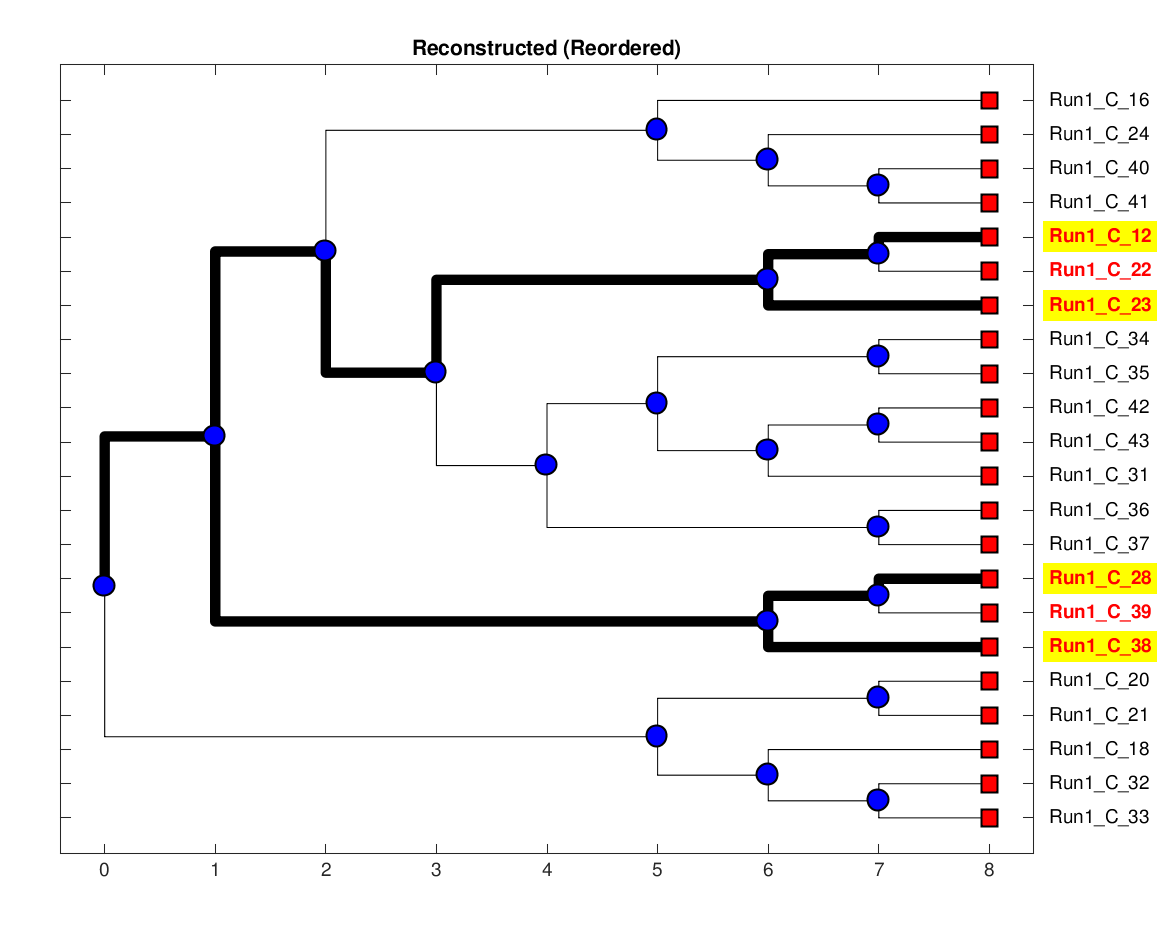 Reconstructed (Reordered)
Run1_C_16
Run1_C_24
Run1_C_40
Run1_C_41
Run1_C_12
Run1_C_22
Run1_C_23
Run1_C_34
Run1_C_35
Run1_C_42
Run1_C_43
Run1_C_31
Run1_C_36
Run1_C_37
Run1_C_28
Run1_C_39
Run1_C_38
Run1_C_20
Run1_C_21
Run1_C_18
Run1_C_32
Run1_C_33
0 1 2 3 4 5 6 7 8